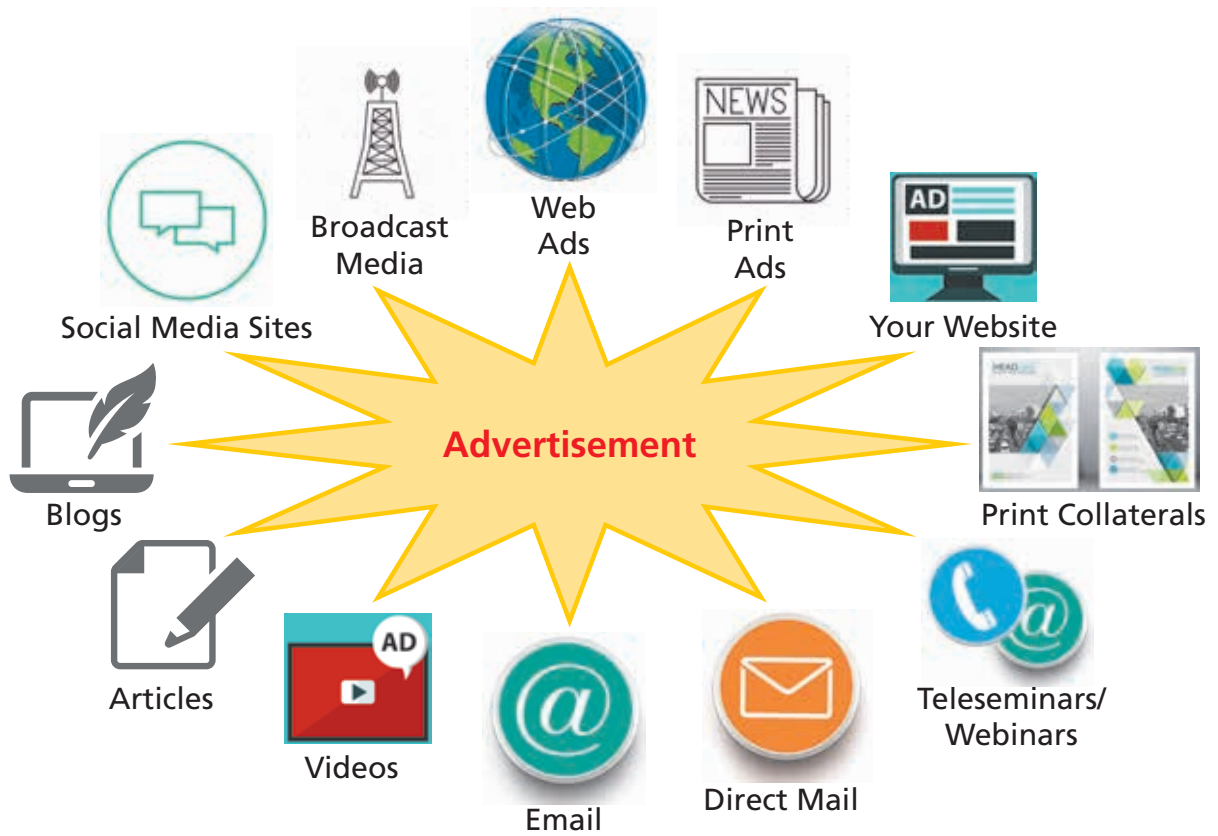 NEWS
Web
Ads
Broadcast
Media
Print
Ads
AD
Social Media Sites
Your Website
Advertisement
Blogs
Print Collaterals
Articles
AD
Videos
@
Email
Direct Mail
@
Teleseminars/
Webinars